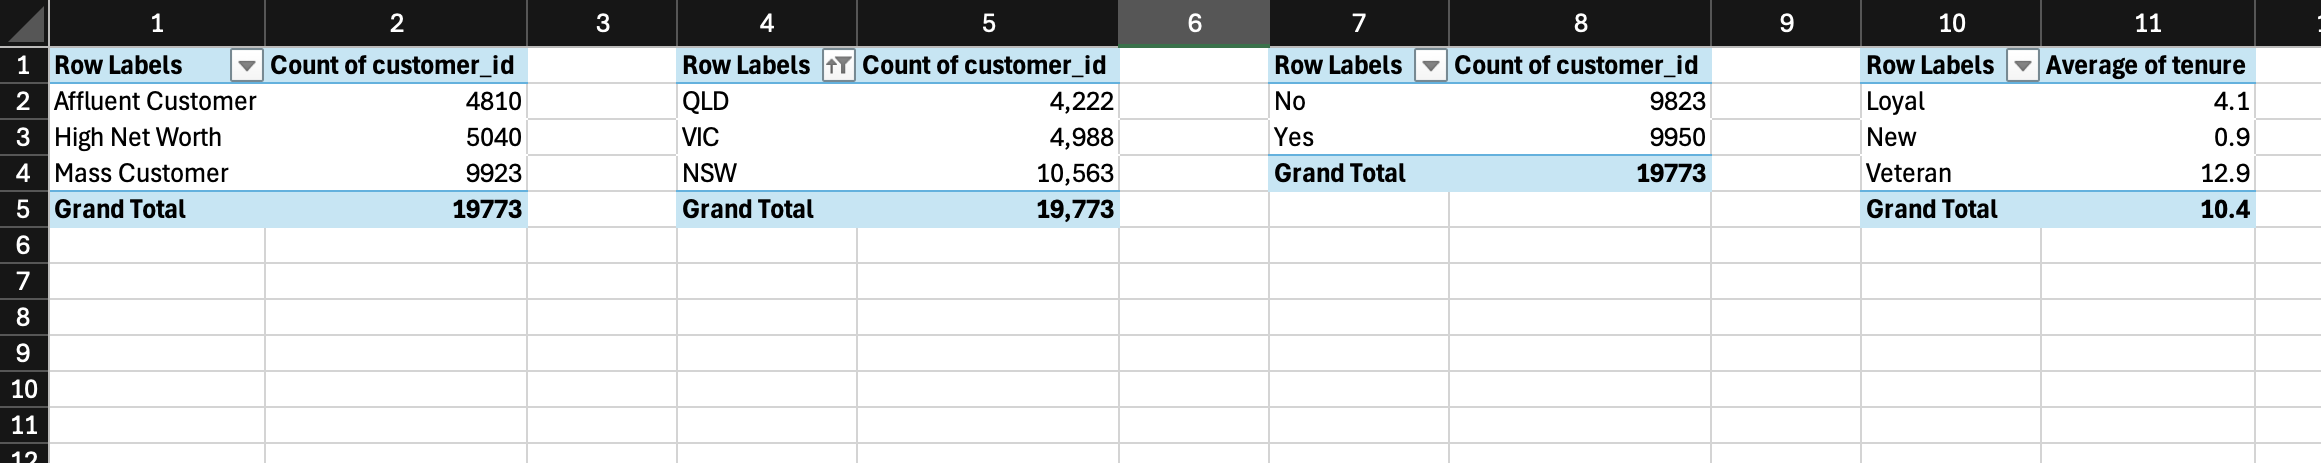 1 2 3 4 5 6 7 8 9 10 11
1 Row Labels Count of customer_id Row Labels Count of customer_id Row Labels Count of customer_id Row Labels Average of tenure
2 Affluent Customer 4810 QLD 4,222 No 9823 Loyal 4.1
3 High Net Worth 5040 VIC 4,988 Yes 9950 New 0.9
4 Mass Customer 9923 NSW 10,563 Grand Total 19773 Veteran 12.9
5 Grand Total 19773 Grand Total 19,773 Grand Total 10.4
6
7
8
9
10
11
12